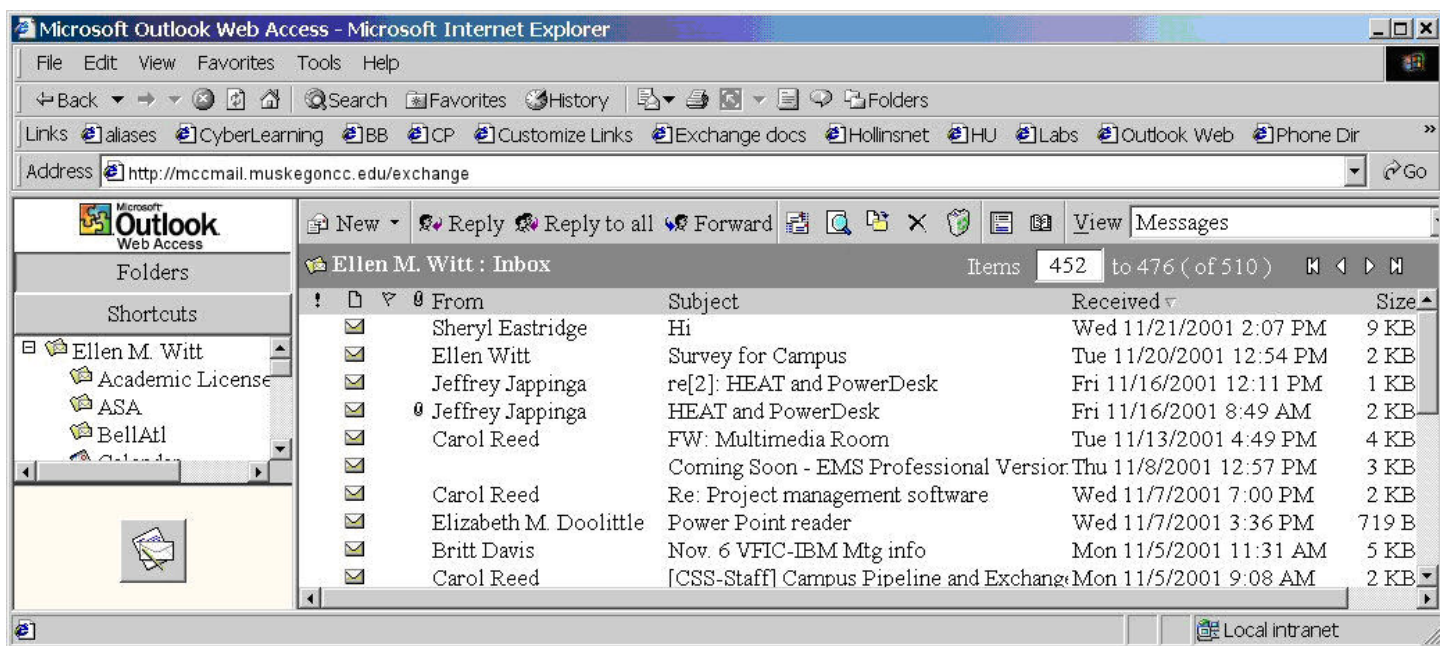 Microsoft Outlook Web Access - Microsoft Internet Explorer
File Edit View Favorites Tools Help
Back Search Favorites History Folders
Links aliases CyberLearning BB CP Customize Links Exchange docs Hollinsnet HU Labs Outlook Web Phone Dir »
Address http://mccmail.muskegoncc.edu/exchange Go
Microsoft
Outlook
Web Access
New Reply Reply to all Forward View Messages
Folders
Ellen M. Witt : Inbox Items 452 to 476 ( of 510 )
Shortcuts
! From Subject Received Size
Sheryl Eastridge Hi Wed 11/21/2001 2:07 PM 9 KB
Ellen Witt Survey for Campus Tue 11/20/2001 12:54 PM 2 KB
Jeffrey Jappinga re[2]: HEAT and PowerDesk Fri 11/16/2001 12:11 PM 1 KB
Jeffrey Jappinga HEAT and PowerDesk Fri 11/16/2001 8:49 AM 2 KB
Carol Reed FW: Multimedia Room Tue 11/13/2001 4:49 PM 4 KB
Coming Soon - EMS Professional Version Thu 11/8/2001 12:57 PM 3 KB
Carol Reed Re: Project management software Wed 11/7/2001 7:00 PM 2 KB
Elizabeth M. Doolittle Power Point reader Wed 11/7/2001 3:36 PM 719 B
Britt Davis Nov. 6 VFIC-IBM Mtg info Mon 11/5/2001 11:31 AM 5 KB
Carol Reed [CSS-Staff] Campus Pipeline and Exchang Mon 11/5/2001 9:08 AM 2 KB
Ellen M. Witt
Academic License
ASA
BellAtl
Calendar
Local intranet